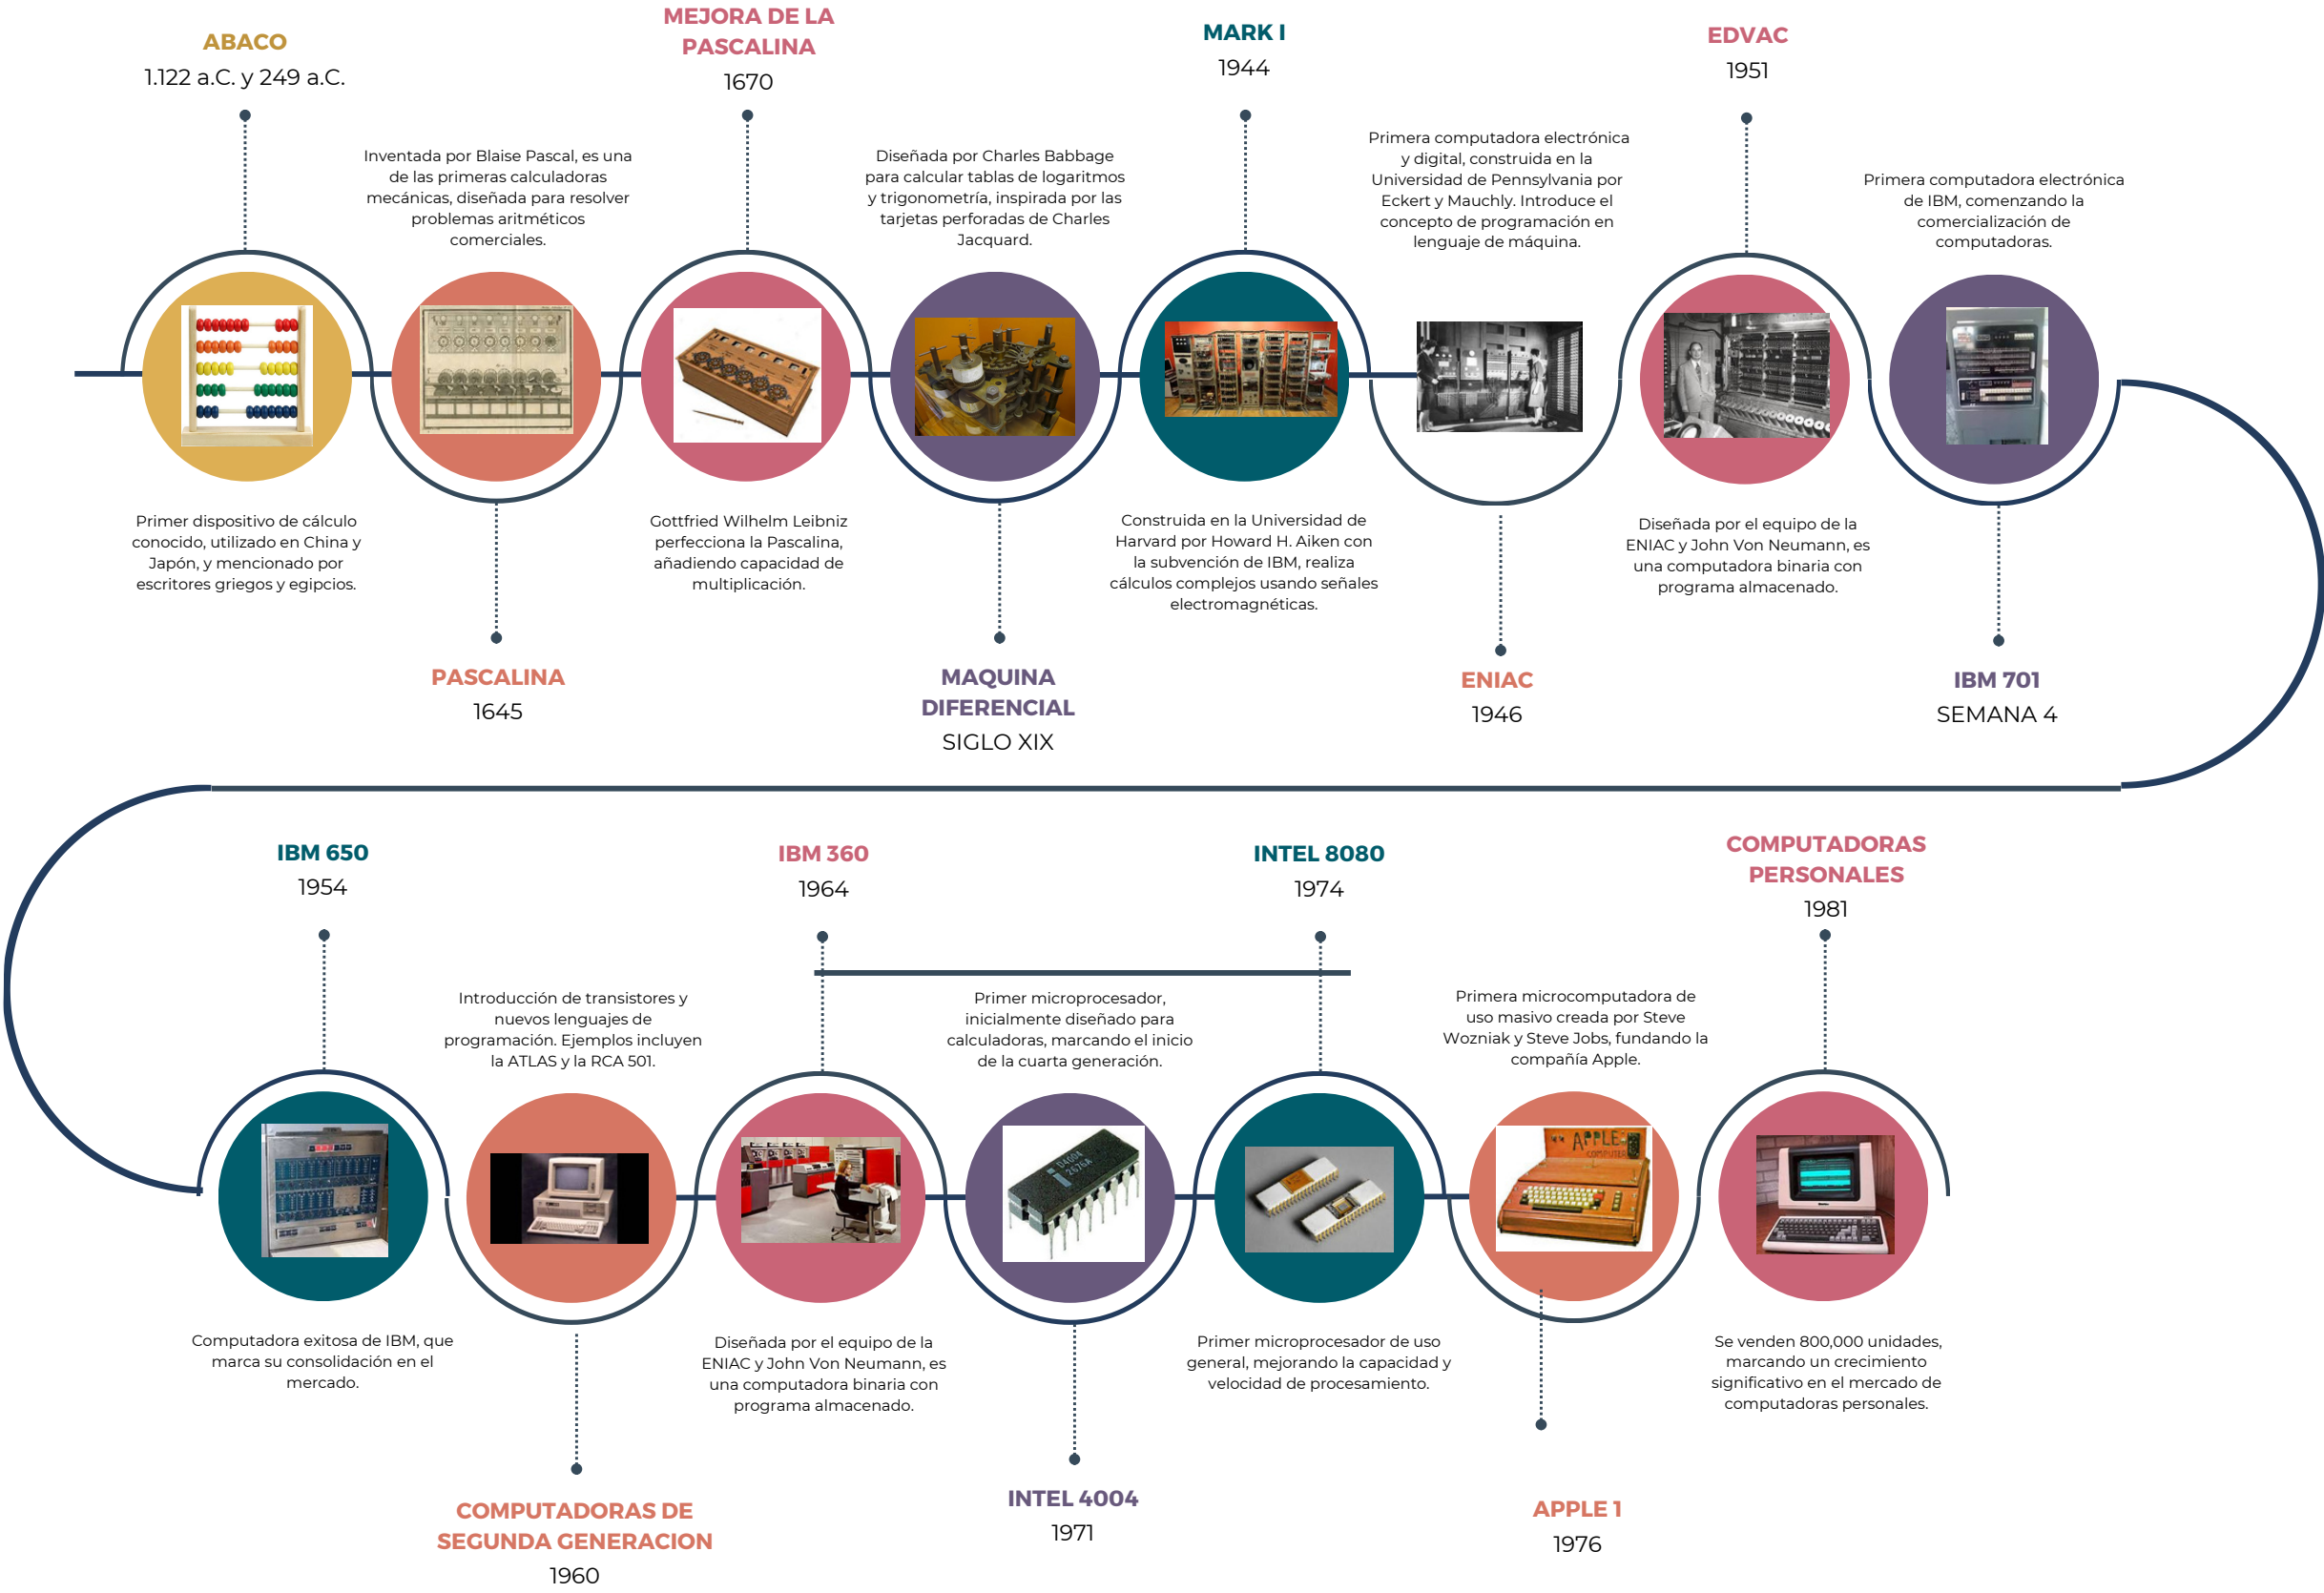 ABACO
1.122 a.C. y 249 a.C.
Primer dispositivo de cálculo
conocido, utilizado en China y
Japón, y mencionado por
escritores griegos y egipcios.
Inventada por Blaise Pascal, es una
de las primeras calculadoras
mecánicas, diseñada para resolver
problemas aritméticos
comerciales.
PASCALINA
1645
MEJORA DE LA
PASCALINA
1670
Gottfried Wilhelm Leibniz
perfecciona la Pascalina,
añadiendo capacidad de
multiplicación.
Diseñada por Charles Babbage
para calcular tablas de logaritmos
y trigonometría, inspirada por las
tarjetas perforadas de Charles
Jacquard.
MAQUINA
DIFERENCIAL
SIGLO XIX
MARK I
1944
Construida en la Universidad de
Harvard por Howard H. Aiken con
la subvención de IBM, realiza
cálculos complejos usando señales
electromagnéticas.
Primera computadora electrónica
y digital, construida en la
Universidad de Pennsylvania por
Eckert y Mauchly. Introduce el
concepto de programación en
lenguaje de máquina.
ENIAC
1946
EDVAC
1951
Diseñada por el equipo de la
ENIAC y John Von Neumann, es
una computadora binaria con
programa almacenado.
Primera computadora electrónica
de IBM, comenzando la
comercialización de
computadoras.
IBM 701
SEMANA 4
IBM 650
1954
Computadora exitosa de IBM, que
marca su consolidación en el
mercado.
Introducción de transistores y
nuevos lenguajes de
programación. Ejemplos incluyen
la ATLAS y la RCA 501.
COMPUTADORAS DE
SEGUNDA GENERACION
1960
IBM 360
1964
Diseñada por el equipo de la
ENIAC y John Von Neumann, es
una computadora binaria con
programa almacenado.
Primer microprocesador,
inicialmente diseñado para
calculadoras, marcando el inicio
de la cuarta generación.
D4004
2676A
INTEL 4004
1971
INTEL 8080
1974
Primer microprocesador de uso
general, mejorando la capacidad y
velocidad de procesamiento.
Primera microcomputadora de
uso masivo creada por Steve
Wozniak y Steve Jobs, fundando la
compañía Apple.
APPLE
COMPUTER
APPLE 1
1976
COMPUTADORAS
PERSONALES
1981
Se venden 800,000 unidades,
marcando un crecimiento
significativo en el mercado de
computadoras personales.